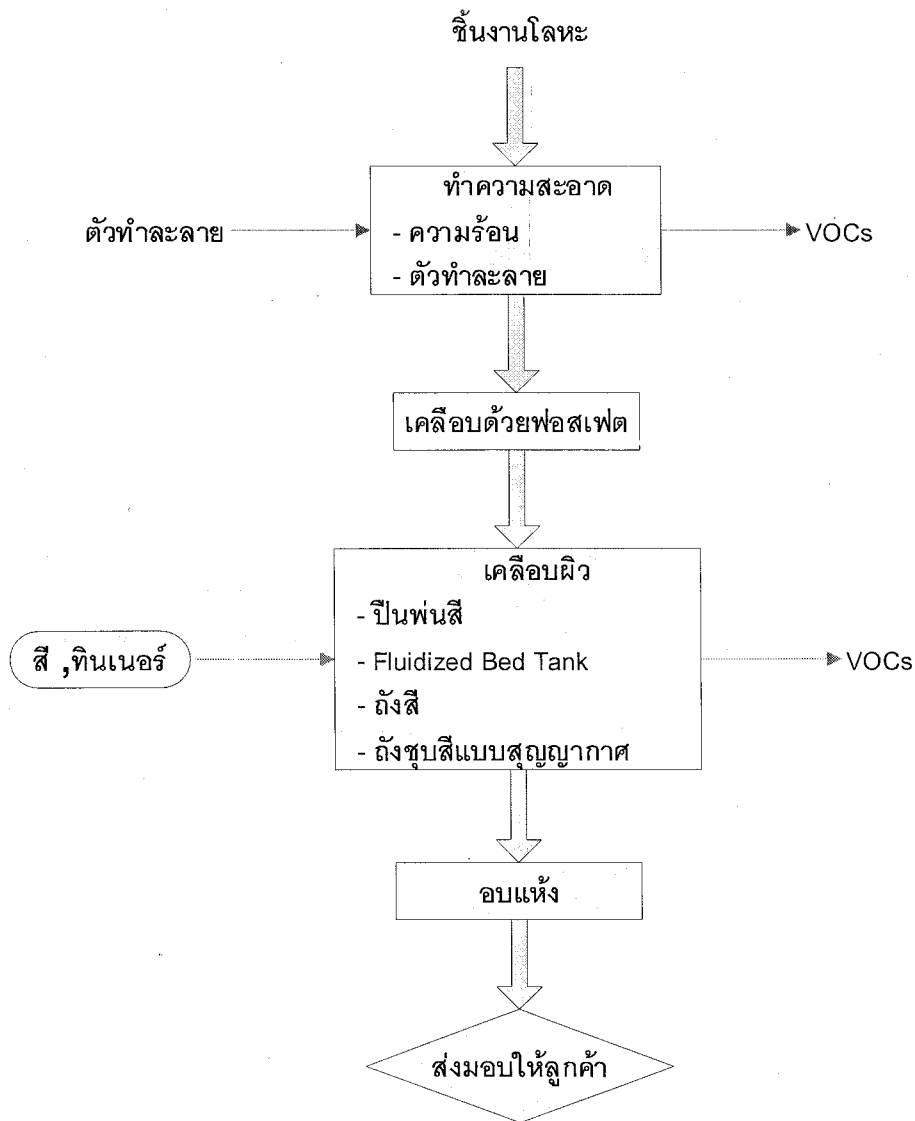 ชิ้นงานโลหะ
ทำความสะอาด
ตัวทำละลาย
- ความร้อน
VOCs
- ตัวทำละลาย
เคลือบด้วยฟอสเฟต
เคลือบผิว
- ปืนพ่นสี
สี ,ทินเนอร์
- Fluidized Bed Tank
VOCs
- ถังสี
- ถังชุบสีแบบสุญญากาศ
อบแห้ง
ส่งมอบให้ลูกค้า